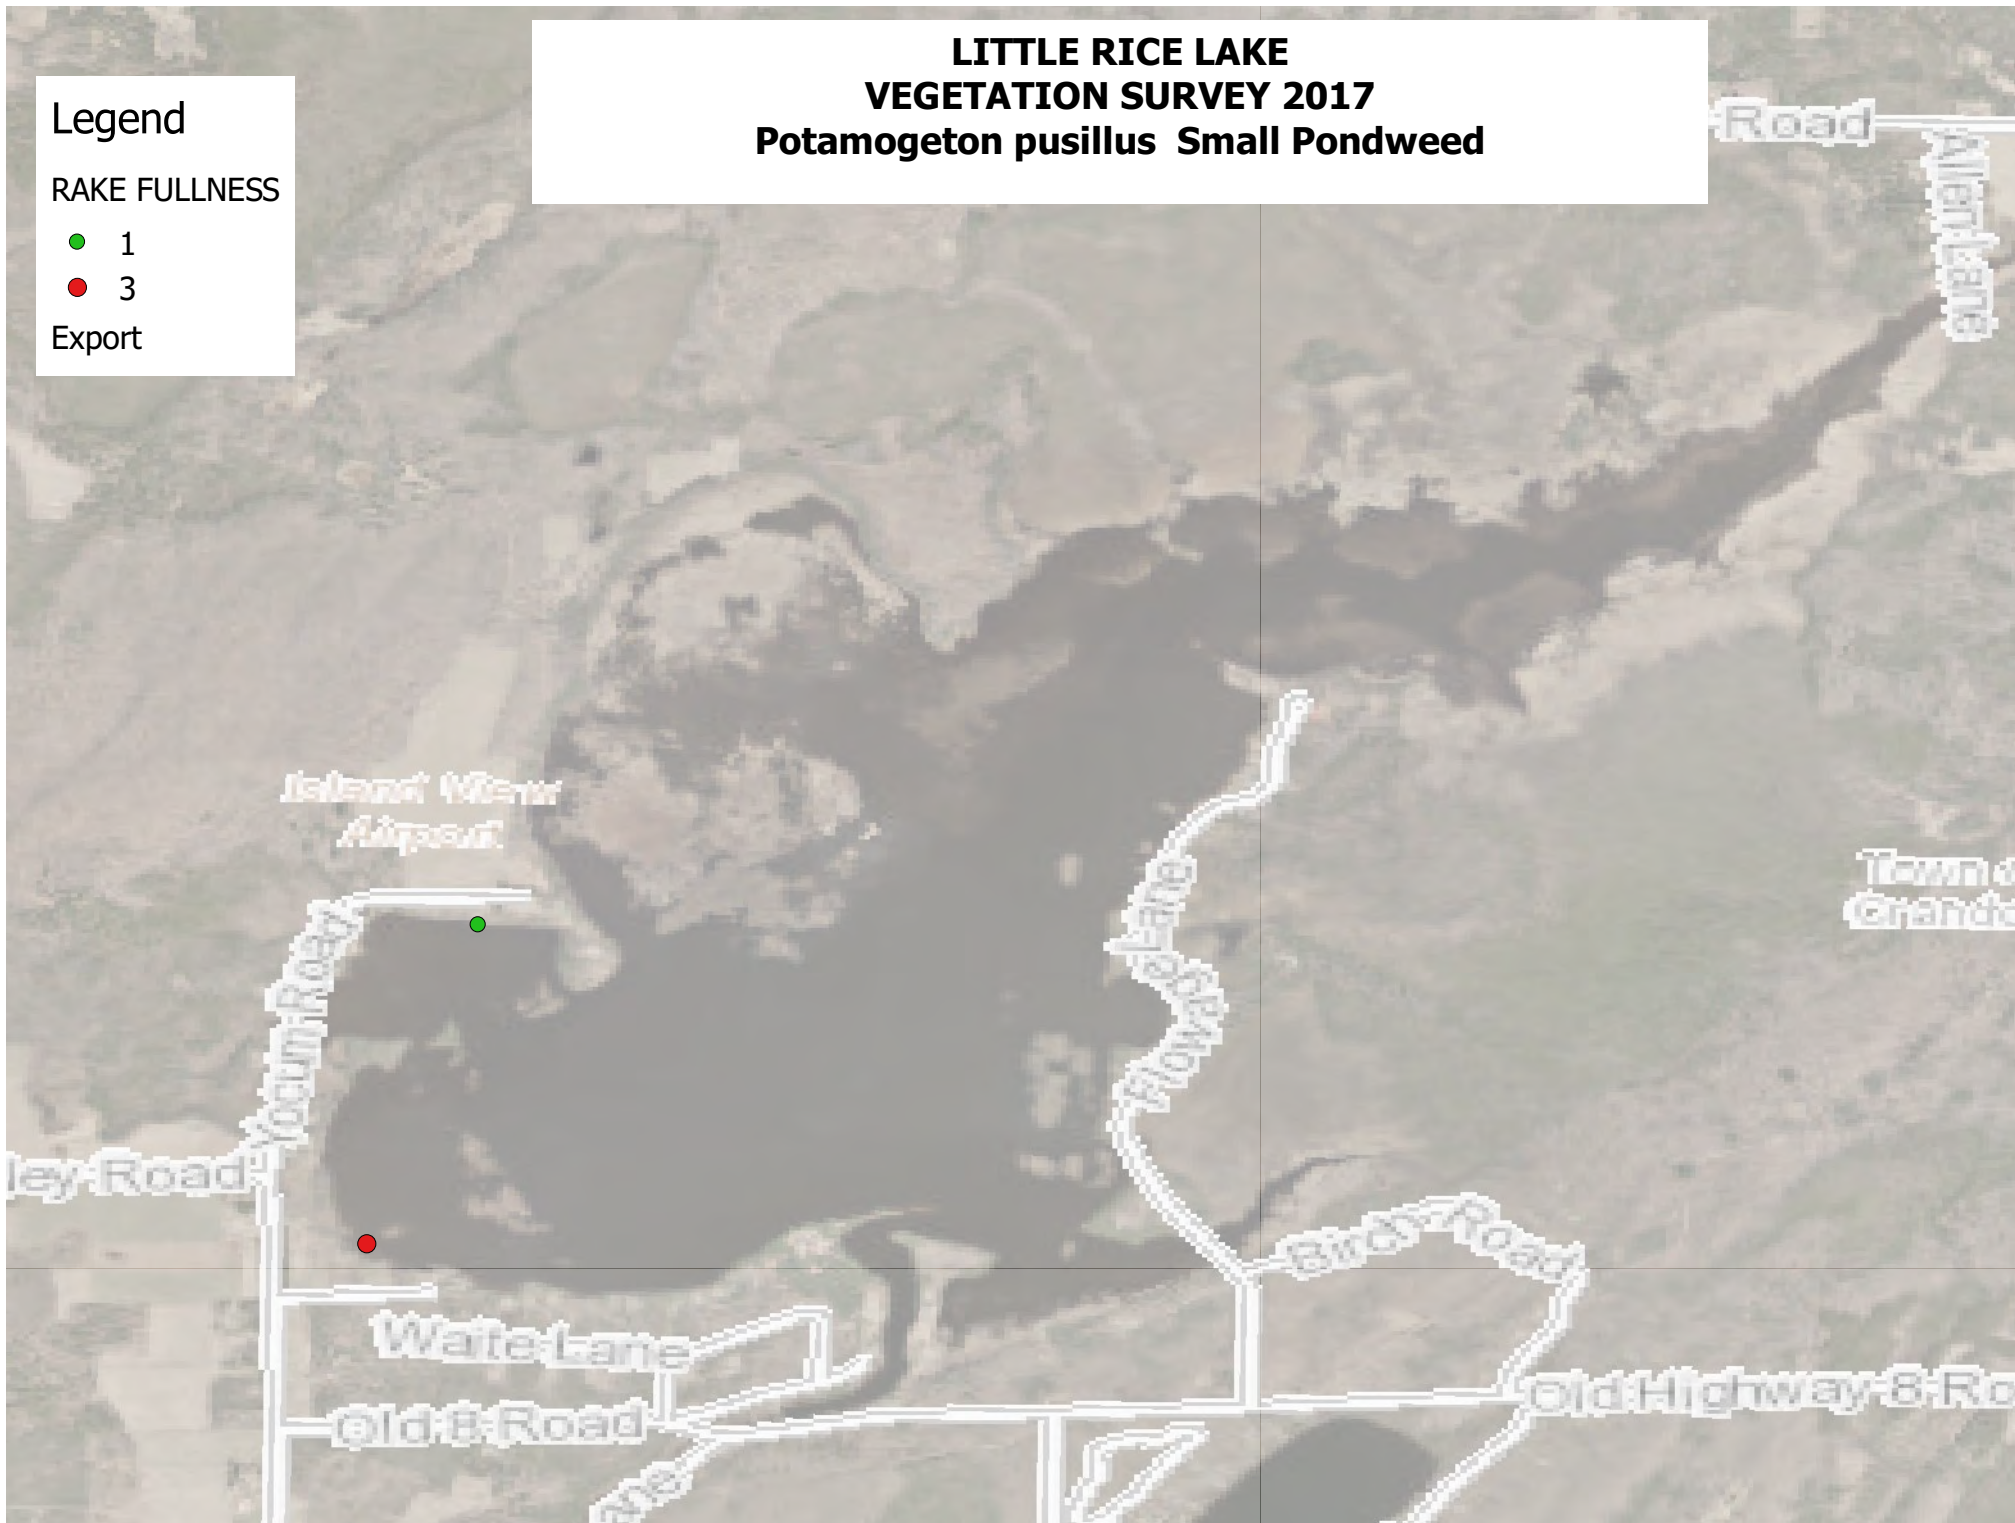 LITTLE RICE LAKE
VEGETATION SURVEY 2017
Potamogeton pusillus  Small Pondweed
Legend
RAKE FULLNESS
1
3
Export
Road
Allen Lane
Island View
Airport
Town
Yocum Road
Lane
ley Road
Birch Road
Waite Lane
Old 8 Road
Old Highway 8 Ro